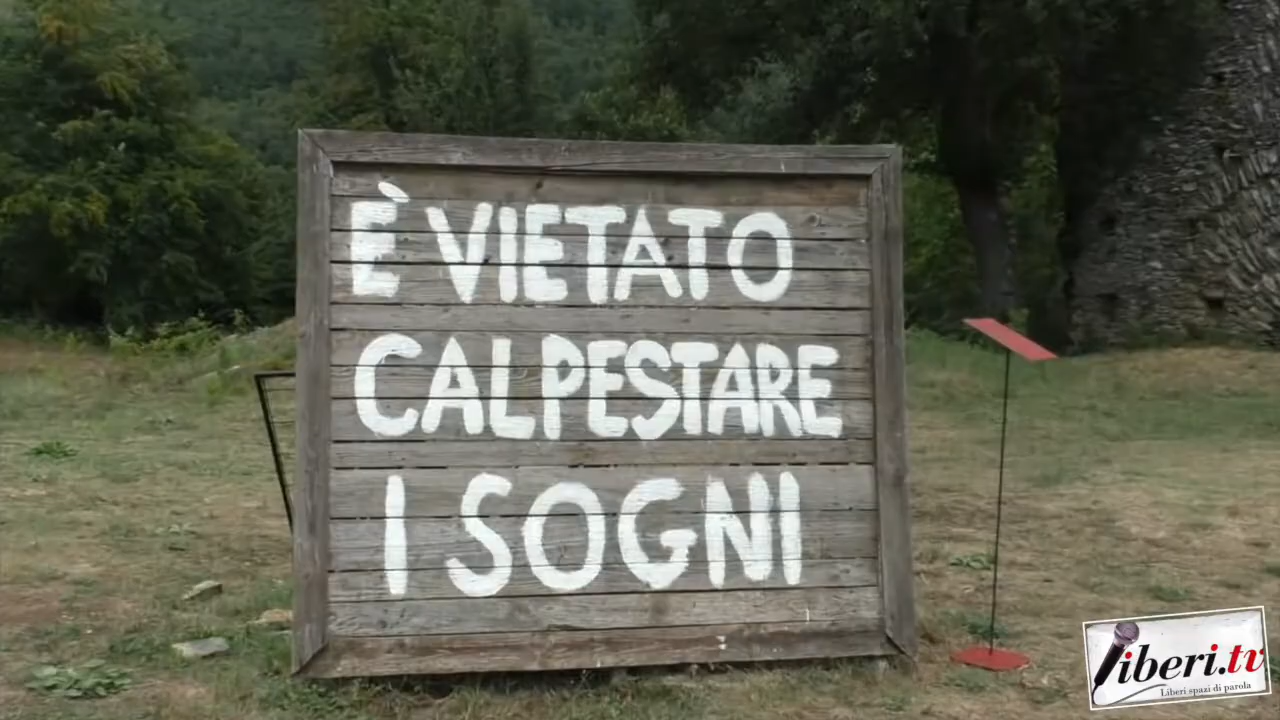 È VIETATO
CALPESTARE
I SOGNI
liberi.tv
Liberi spazi di parola